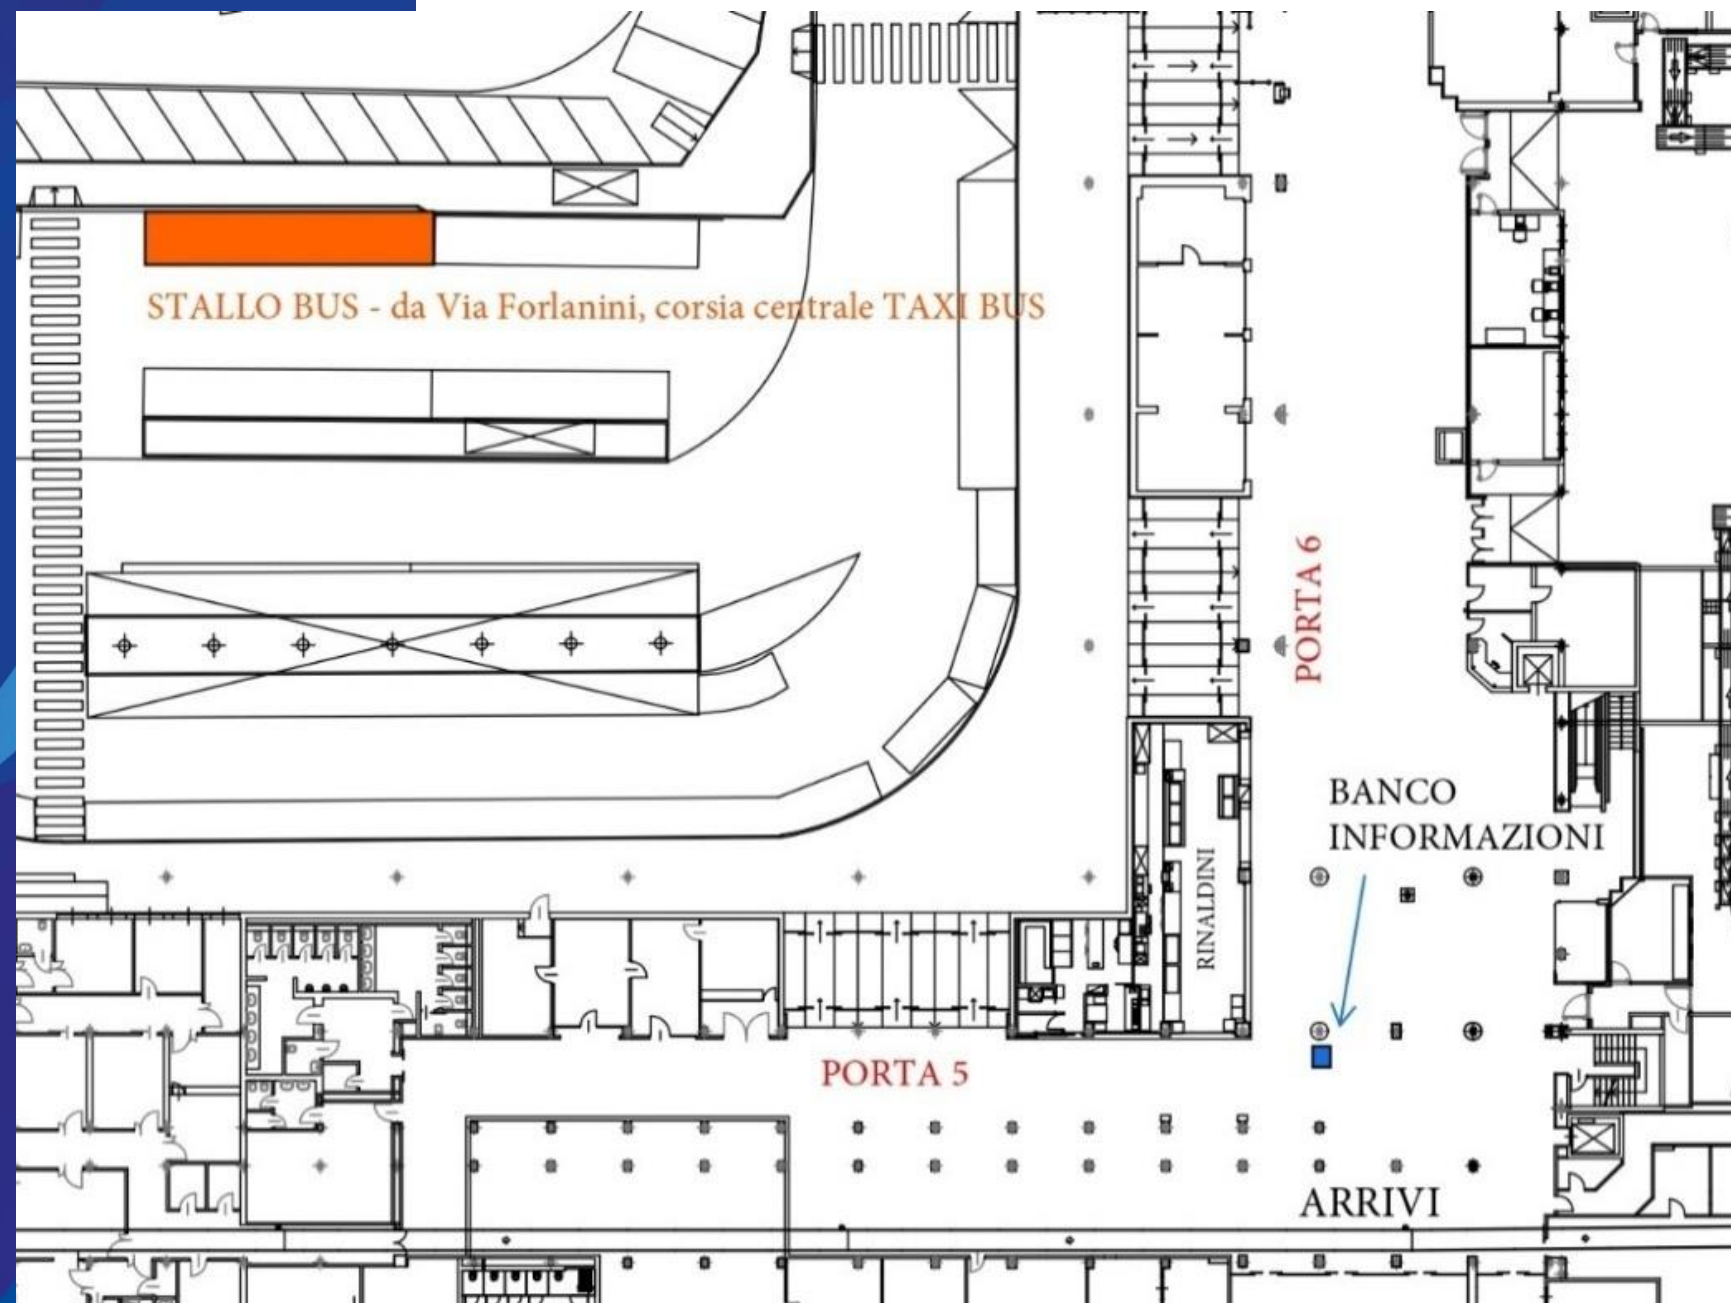 STALLO BUS - da Via Forlanini, corsia centrale TAXI BUS
PORTA 6
BANCO
INFORMAZIONI
RINALDINI
PORTA 5
ARRIVI